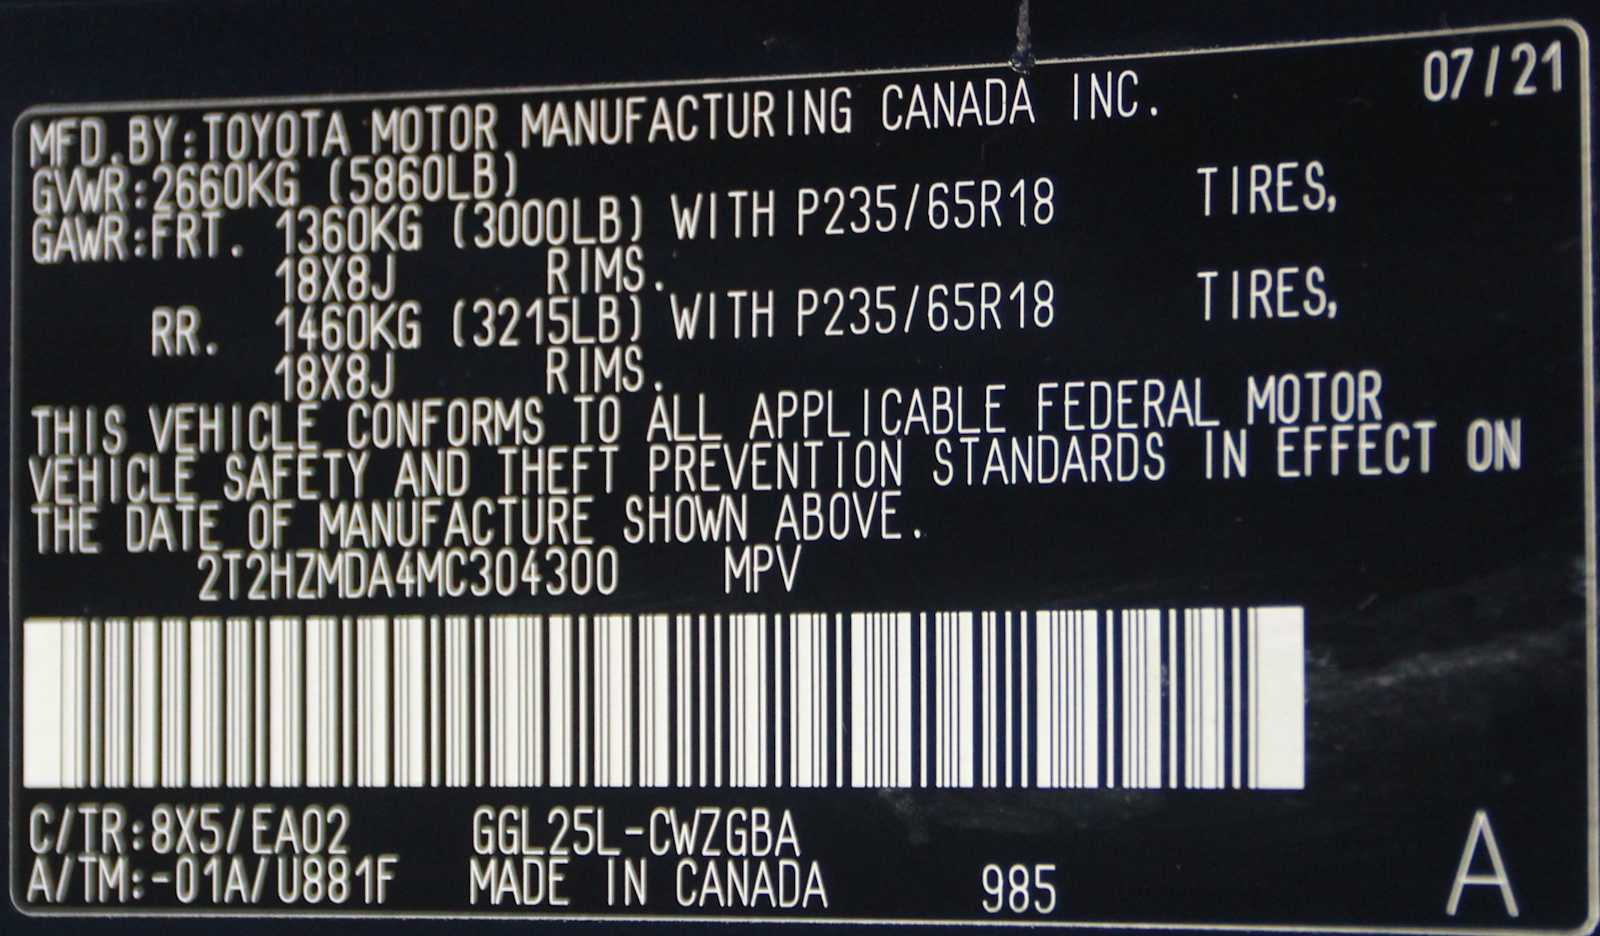 07/21
MFD.BY:TOYOTA MOTOR MANUFACTURING CANADA INC.
GVWR:2660KG (5860LB)
GAWR:FRT. 1360KG (3000LB) WITH P235/65R18 TIRES,
18X8J RIMS.
RR. 1460KG (3215LB) WITH P235/65R18 TIRES,
18X8J RIMS.
THIS VEHICLE CONFORMS TO ALL APPLICABLE FEDERAL MOTOR
VEHICLE SAFETY AND THEFT PREVENTION STANDARDS IN EFFECT ON
THE DATE OF MANUFACTURE SHOWN ABOVE.
2T2HZMDA4MC304300 MPV
C/TR:8X5/EA02 GGL25L-CWZGBA
A/TM:-01A/U881F MADE IN CANADA 985 A